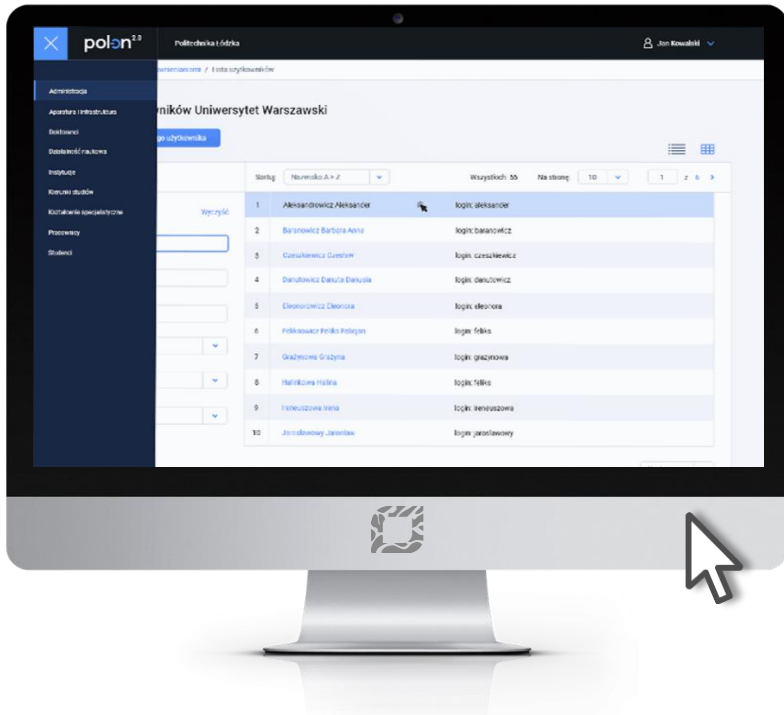 polon 2.0
Politechnika Łódzka
Jan Kowalski
/ Lista użytkowników
Administracja
Aparatura i infrastruktura
Doktoranci
Działalność naukowa
Instytucje
Kierunki studiów
Kształcenie specjalistyczne
Pracownicy
Studenci
ników Uniwersytet Warszawski
go użytkownika
Sortuj: Nazwisko A > Z
Wszystkich: 55 Na stronę: 10 1 z 6 >
Wyczyść
1 Aleksandrowicz Aleksander login: aleksander
2 Baranowicz Barbara Anna login: baranowicz
3 Czeszkiewicz Czesław login: czeszkiewicz
4 Danutowicz Danuta Danusia login: danutowicz
5 Eleonorowicz Eleonora login: eleonora
6 Feliksowicz Feliks Felicjan login: feliks
7 Grażynowa Grażyna login: grazynowa
8 Halinkowa Halina login: feliks
9 Ireneuszowa Irena login: ireneuszowa
10 Jarosławowy Jarosław login: jaroslawowy